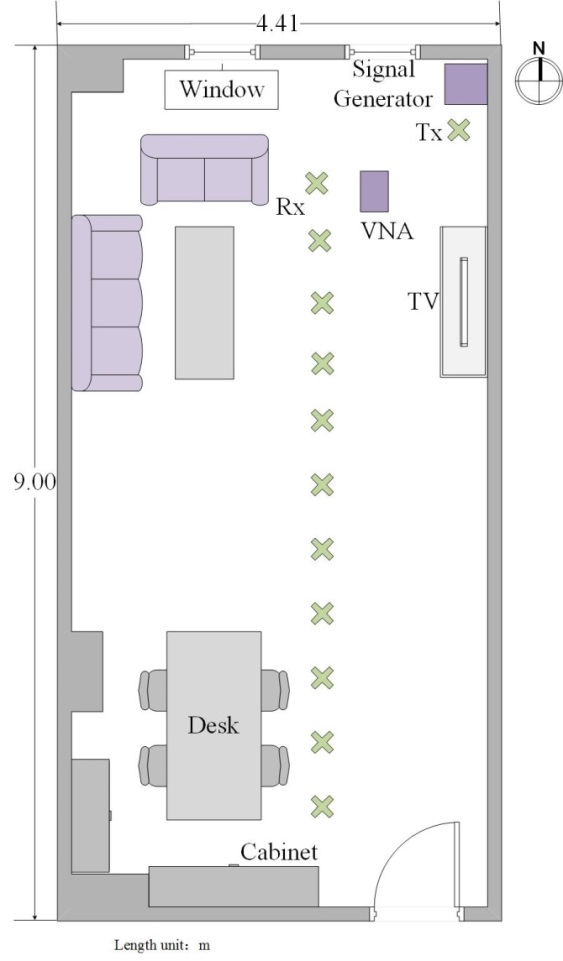 4.41
N
Signal
Generator
Window
Tx
Rx
VNA
TV
9.00
Desk
Cabinet
Length unit：m